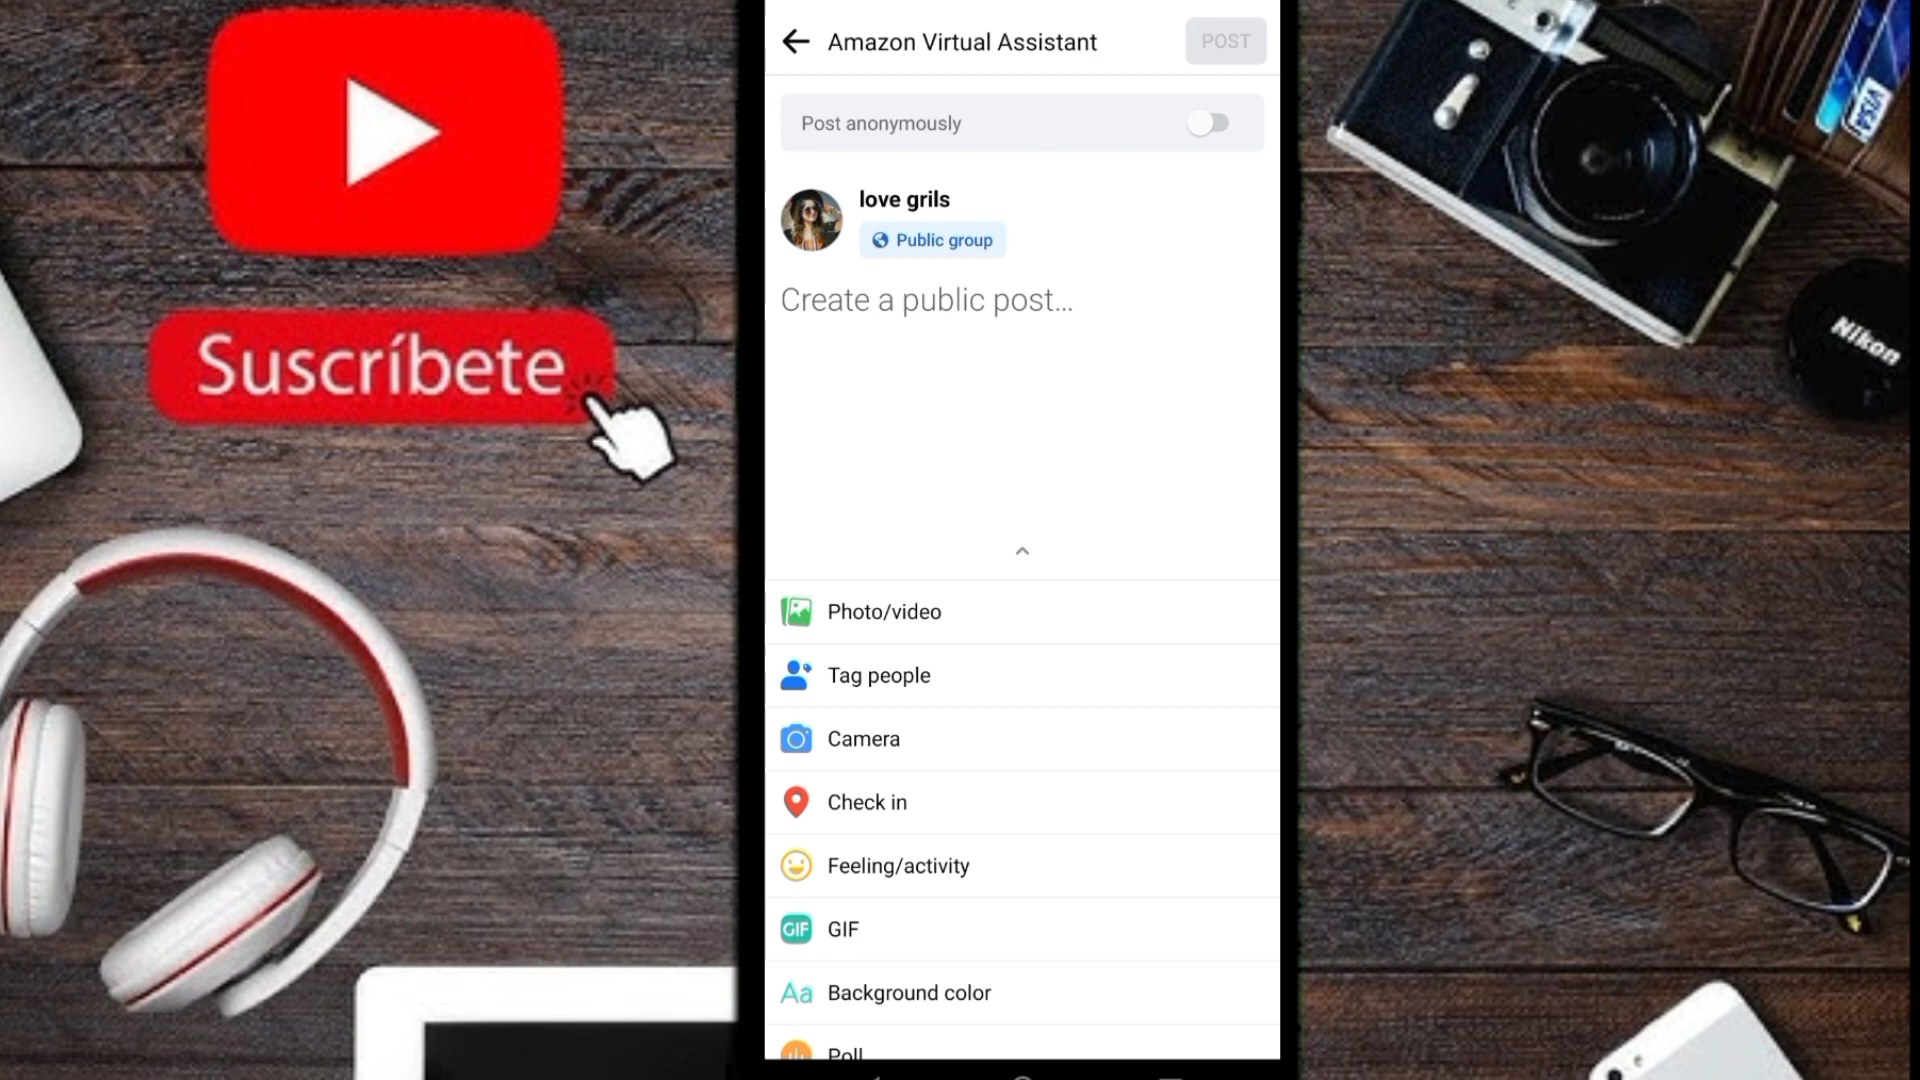 Amazon Virtual Assistant
POST
Post anonymously
love grils
Public group
Create a public post...
Suscríbete
Photo/video
Tag people
Camera
Check in
Feeling/activity
GIF
GIF
Aa
Background color
Poll
VISA
Nikon